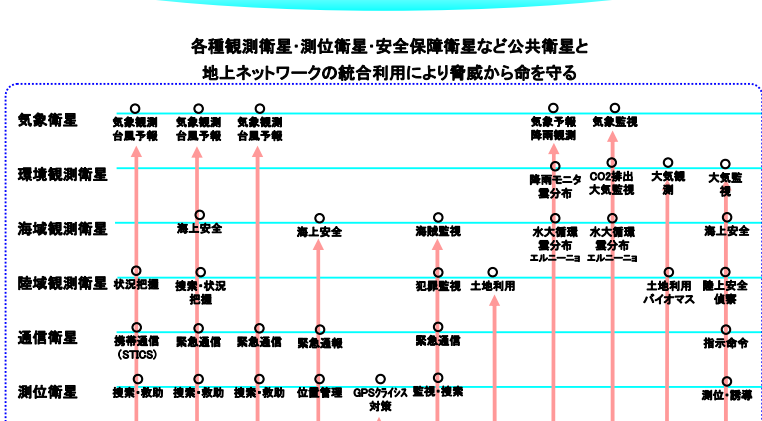 各種観測衛星・測位衛星・安全保障衛星など公共衛星と
地上ネットワークの統合利用により脅威から命を守る
気象衛星
気象観測 気象観測 気象観測 気象予報 気象監視
台風予報 台風予報 台風予報 降雨観測
環境観測衛星
降雨モニタ CO2排出 大気観 大気監
雲分布 大気監視 測 視
海域観測衛星
海上安全 海上安全 海賊監視 水大循環 水大循環 海上安全
雲分布 雲分布
エルニーニョ エルニーニョ
陸域観測衛星
状況把握 捜索・状況 犯罪監視 土地利用 土地利用 陸上安全
把握 バイオマス 偵察
通信衛星
携帯通信 緊急通信 緊急通信 緊急通報 緊急通信 指示命令
(STICS)
測位衛星
捜索・救助 捜索・救助 捜索・救助 位置管理 GPSクライシス 監視・捜索 測位・誘導
対策